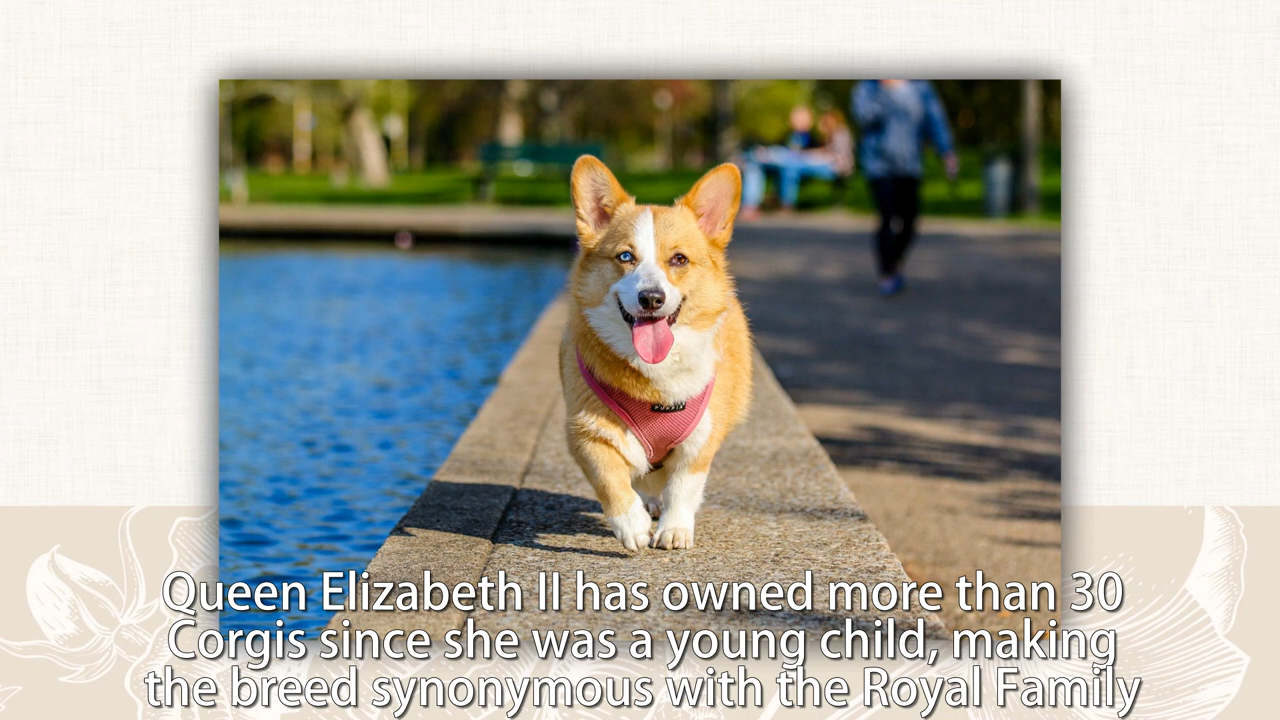 Queen Elizabeth II has owned more than 30
Corgis since she was a young child, making
the breed synonymous with the Royal Family